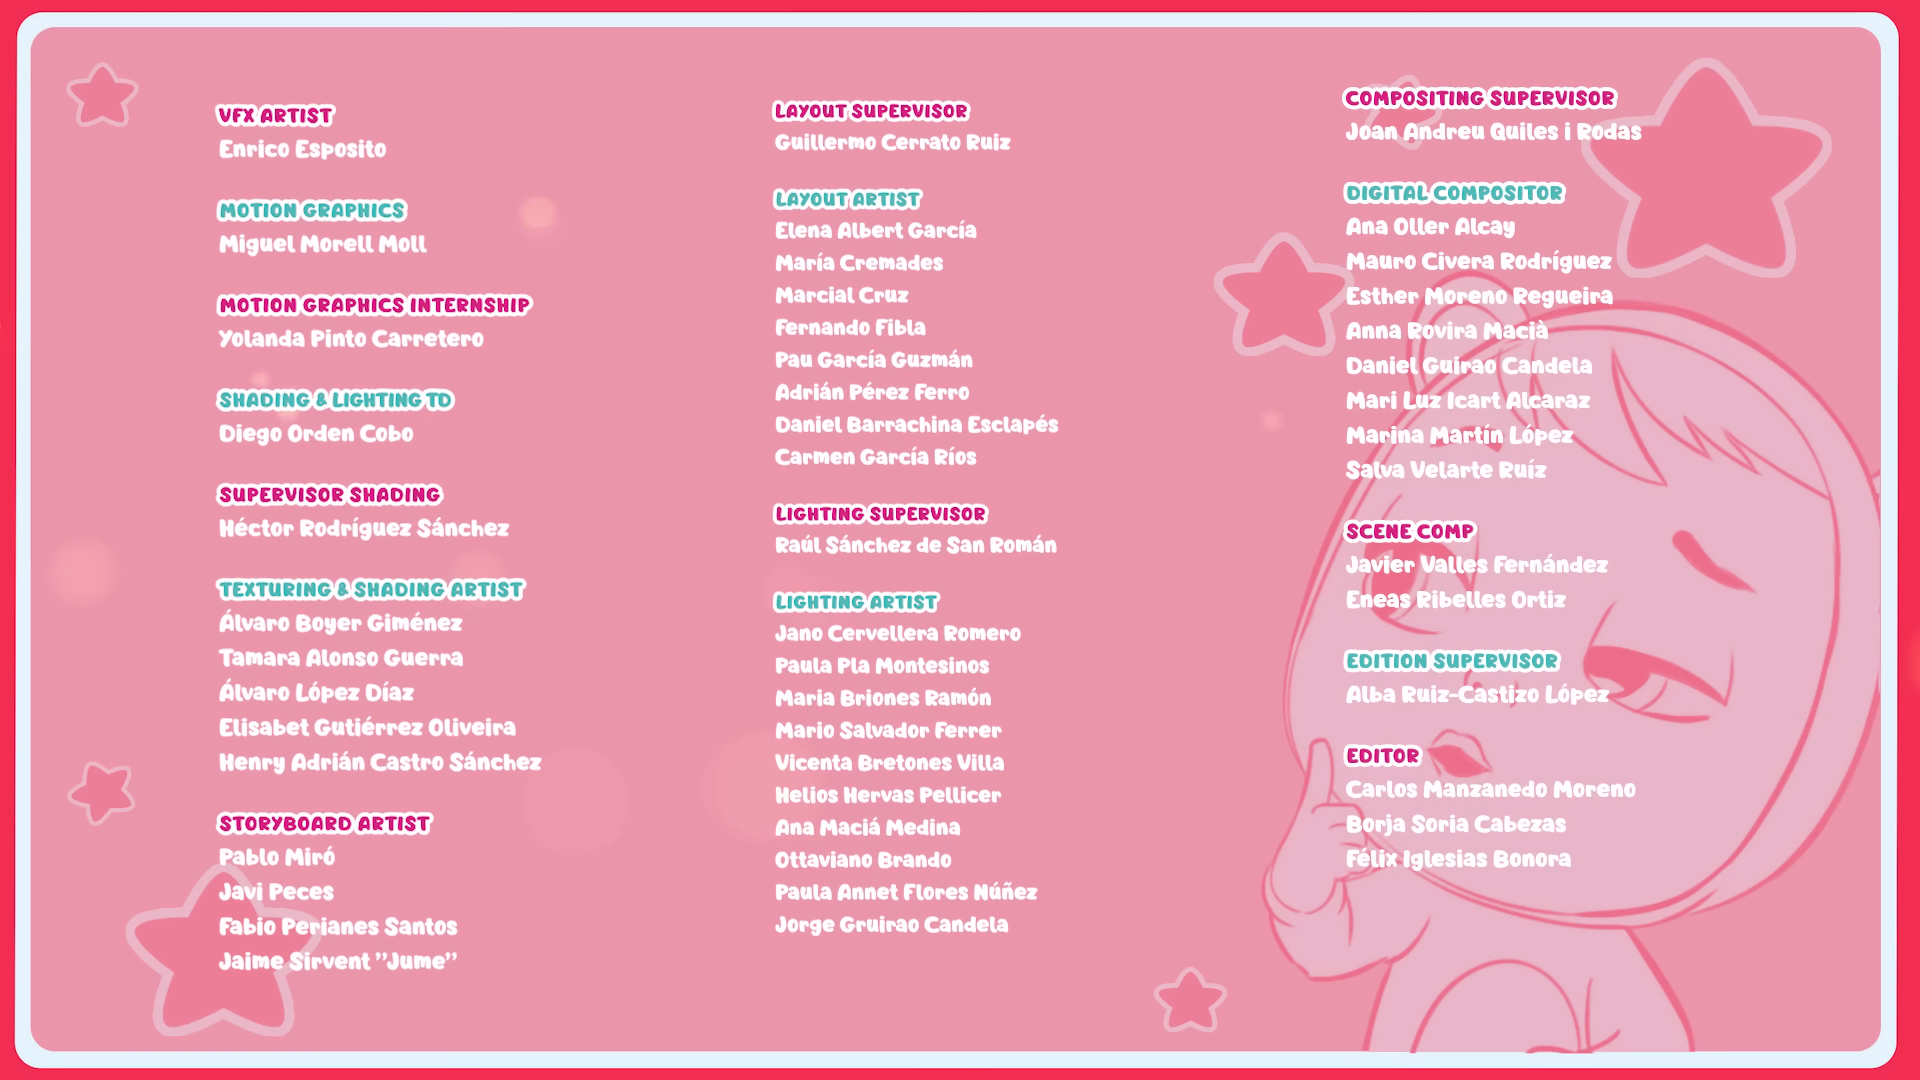 VFX ARTIST
Enrico Esposito
MOTION GRAPHICS
Miguel Morell Moll
MOTION GRAPHICS INTERNSHIP
Yolanda Pinto Carretero
SHADING & LIGHTING TD
Diego Orden Cobo
SUPERVISOR SHADING
Héctor Rodríguez Sánchez
TEXTURING & SHADING ARTIST
Álvaro Boyer Giménez
Tamara Alonso Guerra
Álvaro López Díaz
Elisabet Gutiérrez Oliveira
Henry Adrián Castro Sánchez
STORYBOARD ARTIST
Pablo Miró
Javi Peces
Fabio Perianes Santos
Jaime Sirvent "Jume"
LAYOUT SUPERVISOR
Guillermo Cerrato Ruiz
LAYOUT ARTIST
Elena Albert García
María Cremades
Marcial Cruz
Fernando Fibla
Pau García Guzmán
Adrián Pérez Ferro
Daniel Barrachina Esclapés
Carmen García Ríos
LIGHTING SUPERVISOR
Raúl Sánchez de San Román
LIGHTING ARTIST
Jano Cervellera Romero
Paula Pla Montesinos
Maria Briones Ramón
Mario Salvador Ferrer
Vicenta Bretones Villa
Helios Hervas Pellicer
Ana Maciá Medina
Ottaviano Brando
Paula Annet Flores Núñez
Jorge Gruirao Candela
COMPOSITING SUPERVISOR
Joan Andreu Quiles i Rodas
DIGITAL COMPOSITOR
Ana Oller Alcay
Mauro Civera Rodríguez
Esther Moreno Regueira
Anna Rovira Macià
Daniel Guirao Candela
Mari Luz Icart Alcaraz
Marina Martín López
Salva Velarte Ruíz
SCENE COMP
Javier Valles Fernández
Eneas Ribelles Ortiz
EDITION SUPERVISOR
Alba Ruiz-Castizo López
EDITOR
Carlos Manzanedo Moreno
Borja Soria Cabezas
Félix Iglesias Bonora